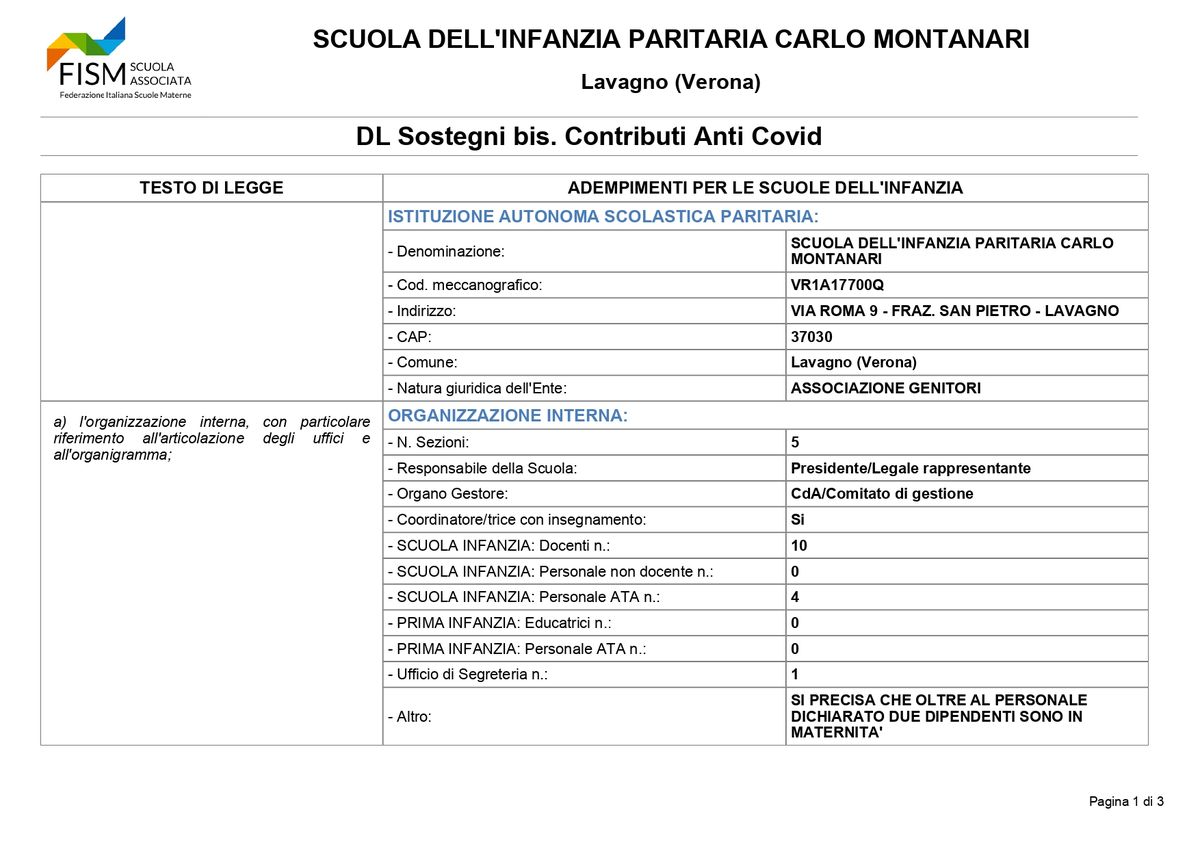 FISM SCUOLA ASSOCIATA
Federazione Italiana Scuole Materne
SCUOLA DELL'INFANZIA PARITARIA CARLO MONTANARI
Lavagno (Verona)
DL Sostegni bis. Contributi Anti Covid
TESTO DI LEGGE
ADEMPIMENTI PER LE SCUOLE DELL'INFANZIA
ISTITUZIONE AUTONOMA SCOLASTICA PARITARIA:
- Denominazione:
SCUOLA DELL'INFANZIA PARITARIA CARLO
MONTANARI
- Cod. meccanografico:
VR1A17700Q
- Indirizzo:
VIA ROMA 9 - FRAZ. SAN PIETRO - LAVAGNO
- CAP:
37030
- Comune:
Lavagno (Verona)
- Natura giuridica dell'Ente:
ASSOCIAZIONE GENITORI
a) l'organizzazione interna, con particolare
riferimento all'articolazione degli uffici e
all'organigramma;
ORGANIZZAZIONE INTERNA:
- N. Sezioni:
5
- Responsabile della Scuola:
Presidente/Legale rappresentante
- Organo Gestore:
CdA/Comitato di gestione
- Coordinatore/trice con insegnamento:
Si
- SCUOLA INFANZIA: Docenti n.:
10
- SCUOLA INFANZIA: Personale non docente n.:
0
- SCUOLA INFANZIA: Personale ATA n.:
4
- PRIMA INFANZIA: Educatrici n.:
0
- PRIMA INFANZIA: Personale ATA n.:
0
- Ufficio di Segreteria n.:
1
- Altro:
SI PRECISA CHE OLTRE AL PERSONALE
DICHIARATO DUE DIPENDENTI SONO IN
MATERNITA'
Pagina 1 di 3